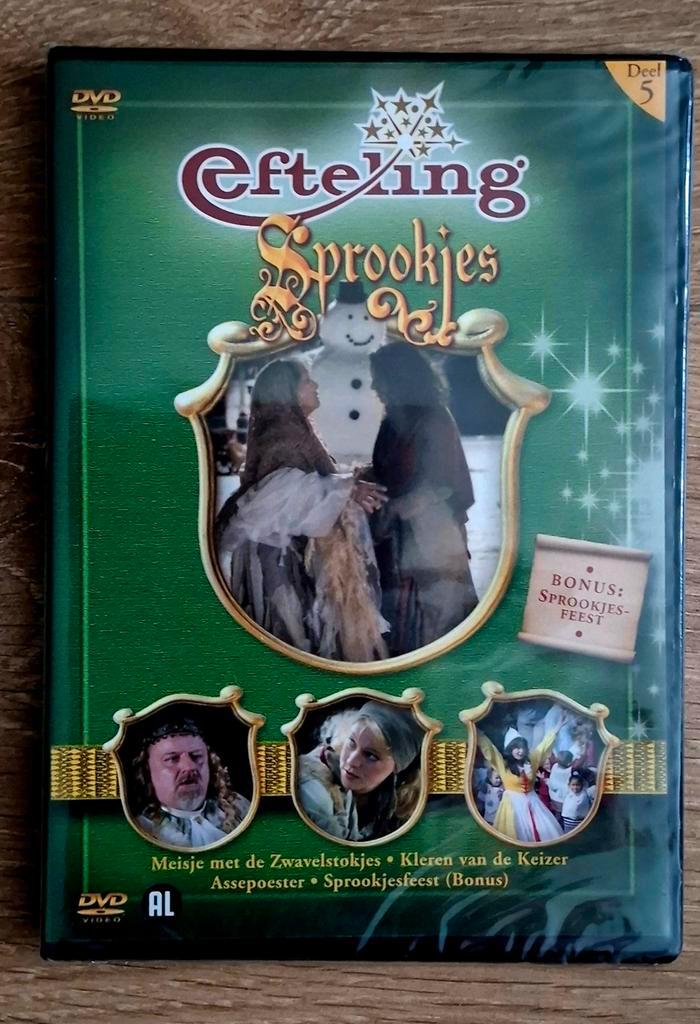 DVD
VIDEO
Deel
5
efteling
Sprookjes
BONUS:
SPROOKJES-
FEEST
Meisje met de Zwavelstokjes • Kleren van de Keizer
Assepoester • Sprookjesfeest (Bonus)
DVD
VIDEO
AL